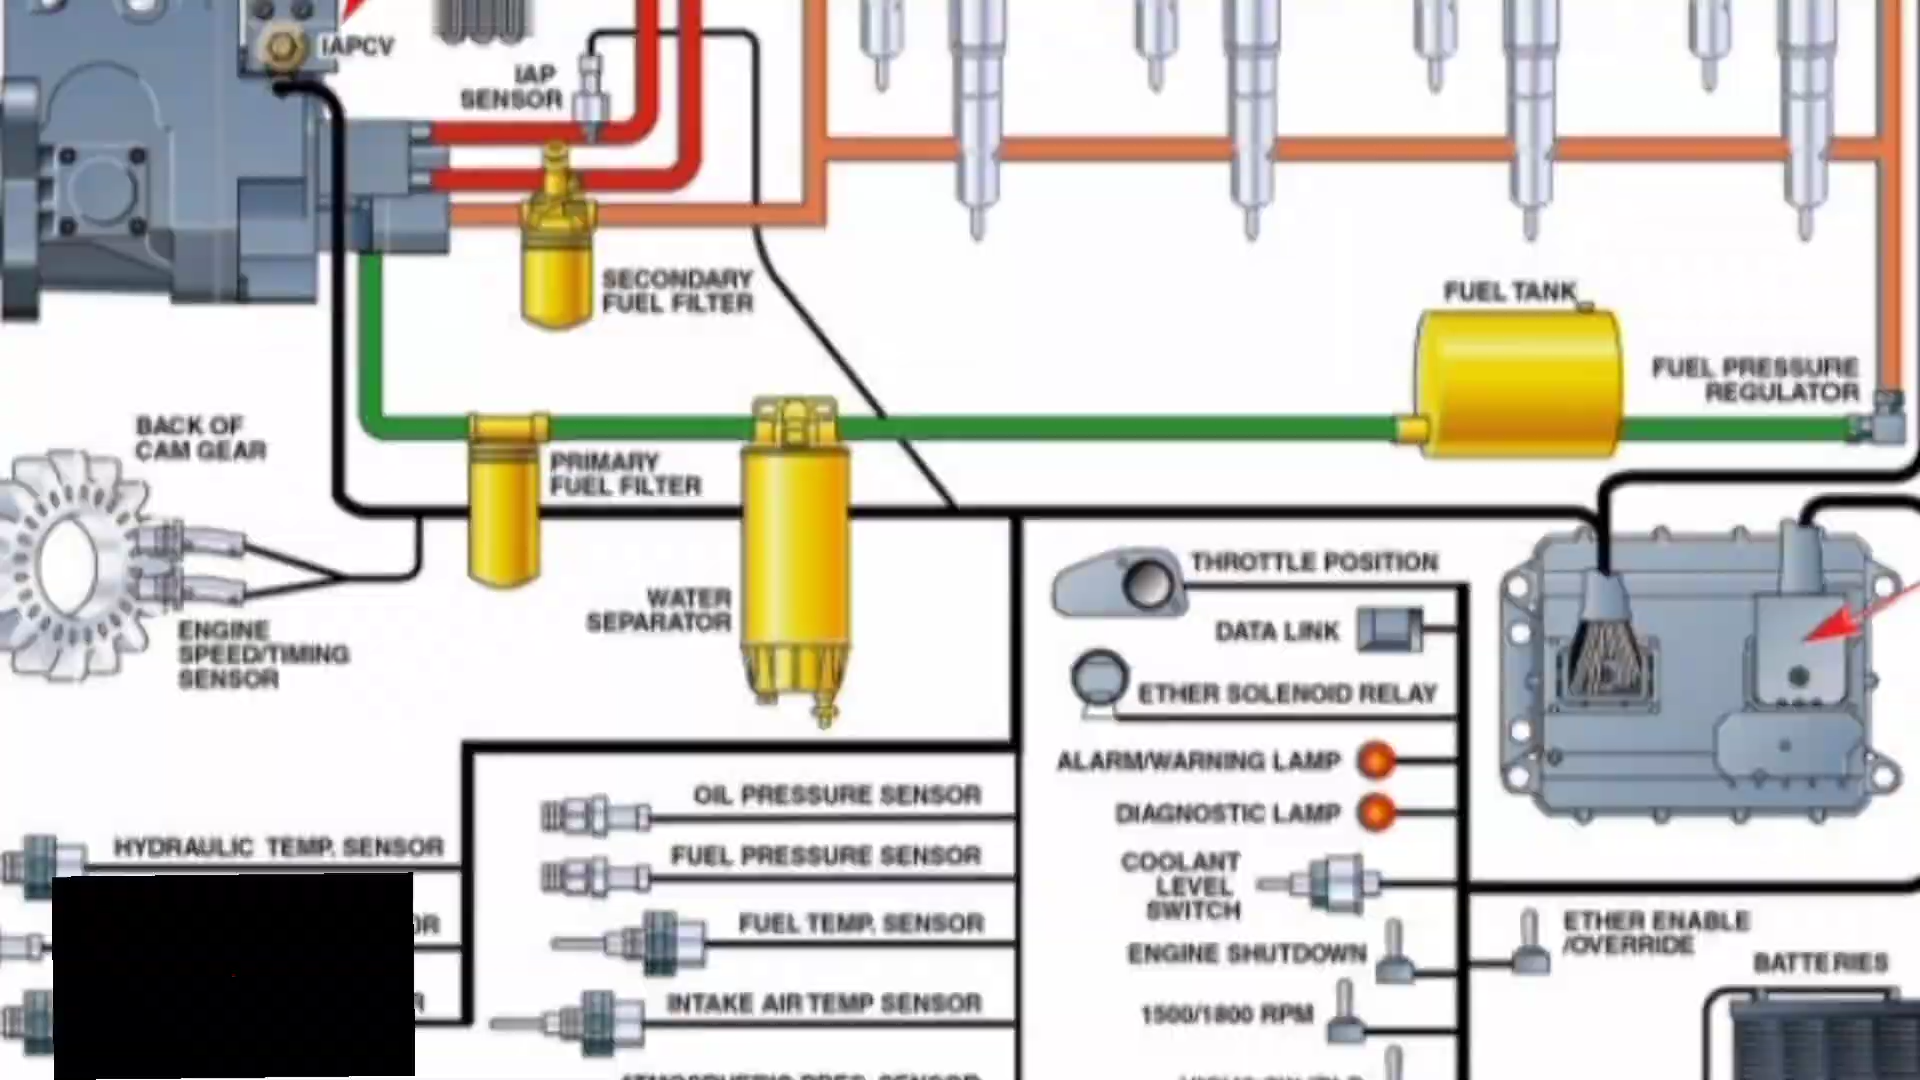 IAPCV
IAP
SENSOR
SECONDARY
FUEL FILTER
FUEL TANK
FUEL PRESSURE
REGULATOR
BACK OF
CAM GEAR
PRIMARY
FUEL FILTER
ENGINE
SPEED/TIMING
SENSOR
WATER
SEPARATOR
THROTTLE POSITION
DATA LINK
ETHER SOLENOID RELAY
ALARM/WARNING LAMP
DIAGNOSTIC LAMP
COOLANT
LEVEL
SWITCH
ENGINE SHUTDOWN
1500/1800 RPM
ETHER ENABLE
/OVERRIDE
BATTERIES
HYDRAULIC TEMP. SENSOR
OIL PRESSURE SENSOR
FUEL PRESSURE SENSOR
FUEL TEMP. SENSOR
INTAKE AIR TEMP SENSOR
ATMOSPHERIC PRES. SENSOR